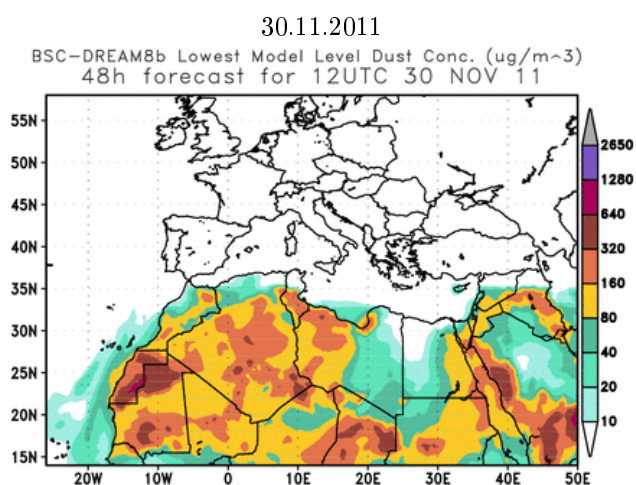 30.11.2011
BSC-DREAM8b Lowest Model Level Dust Conc. (ug/m^3)
48h forecast for 12UTC 30 NOV 11
55N
50N
45N
40N
35N
30N
25N
20N
15N
20W
10W
0
10E
20E
30E
40E
50E
2650
1280
640
320
160
80
40
20
10